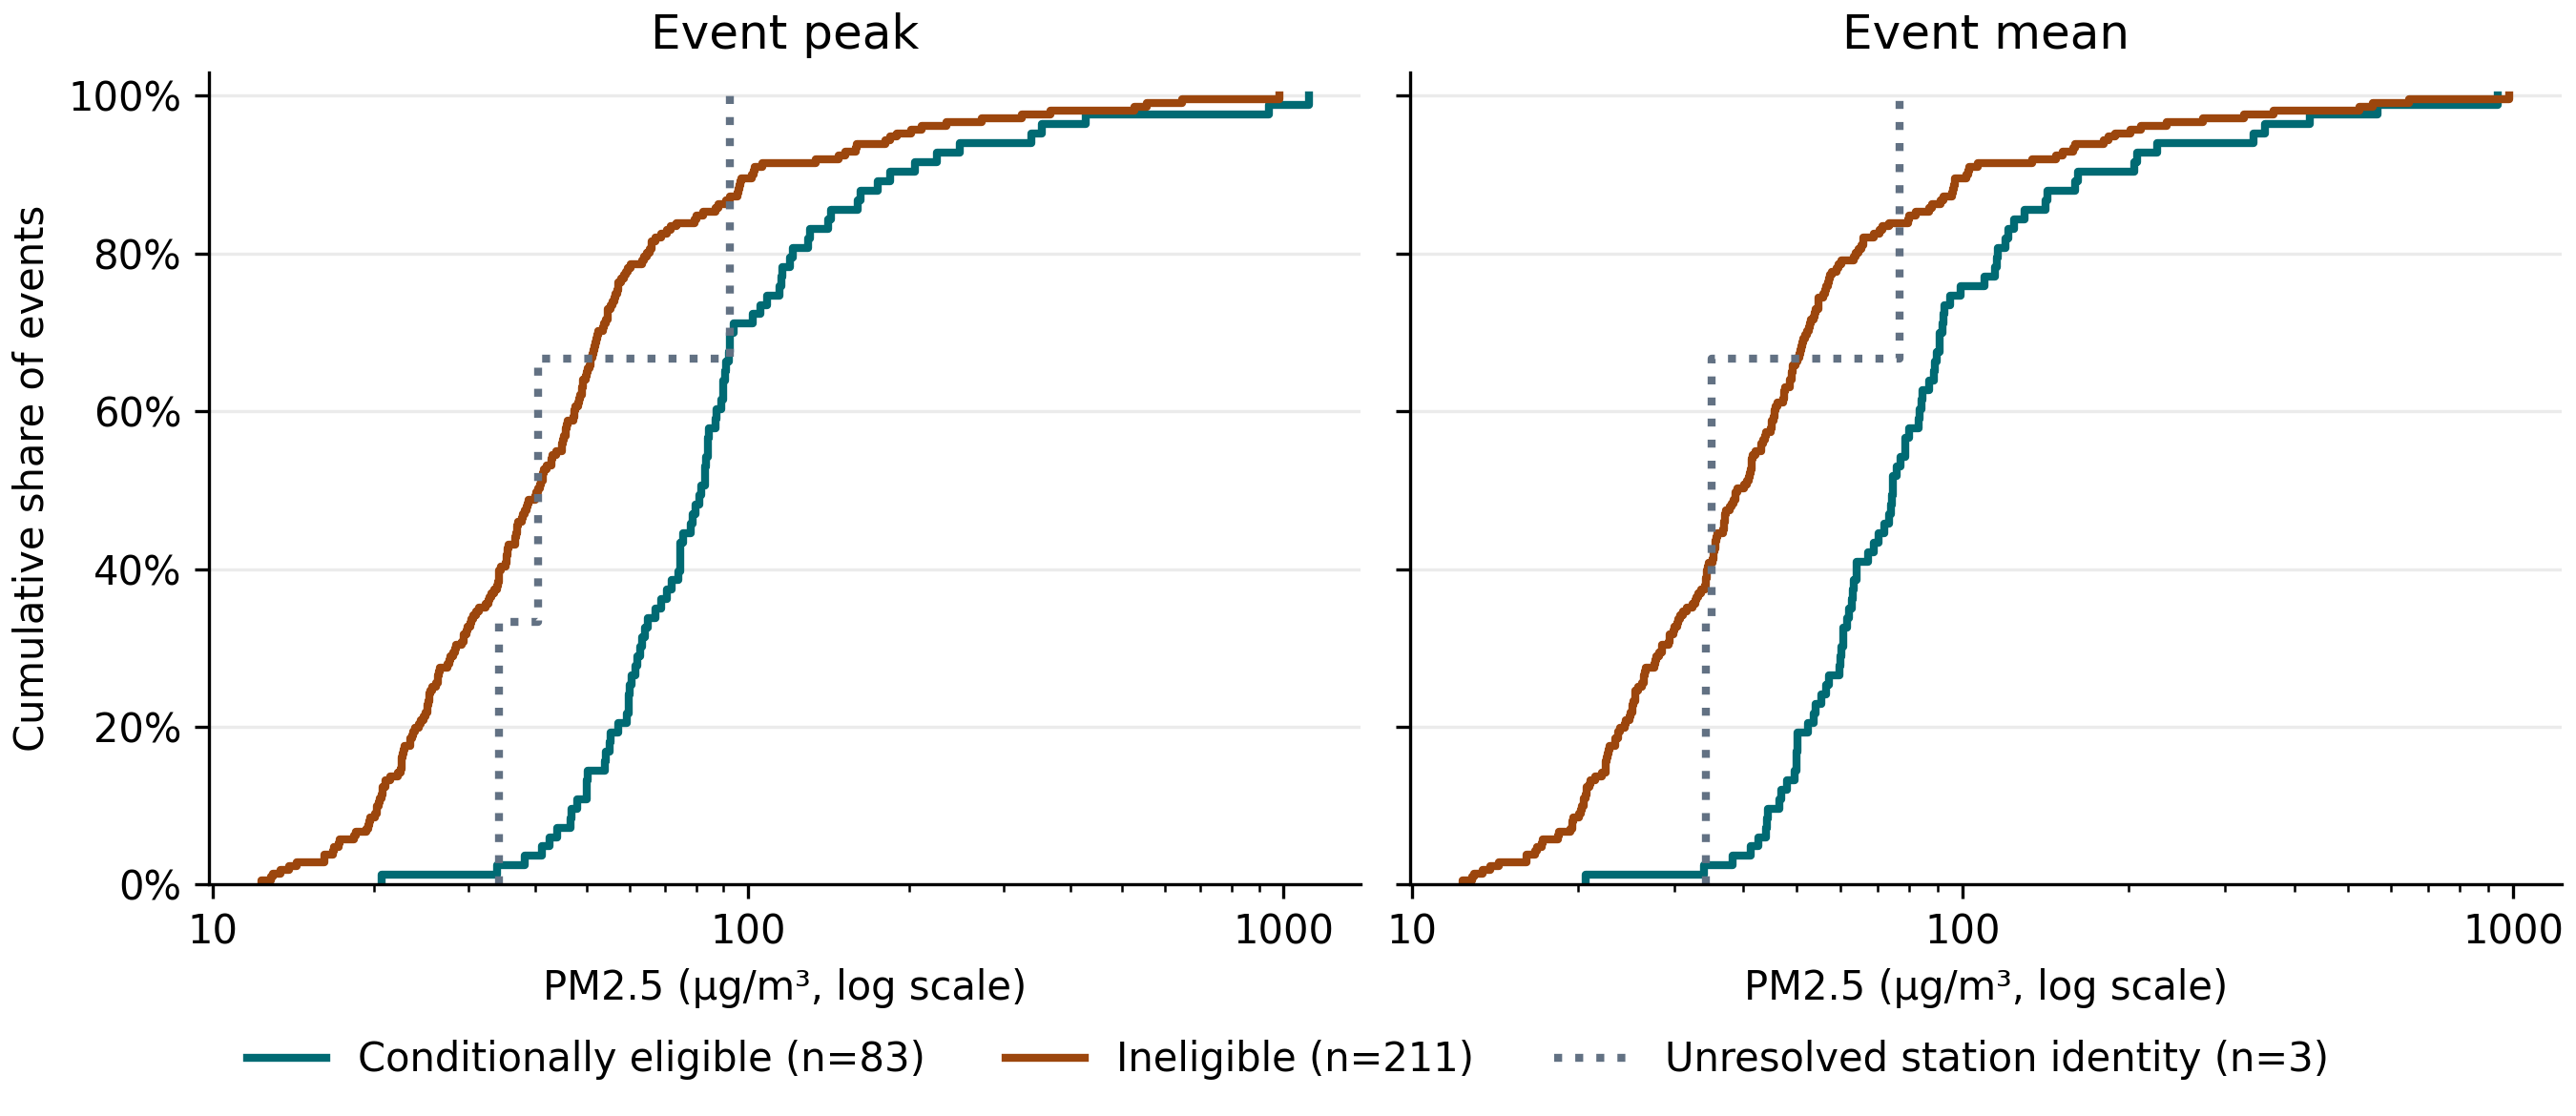 Event peak
Event mean
Cumulative share of events
100%
80%
60%
40%
20%
0%
10
100
1000
10
100
1000
PM2.5 (µg/m³, log scale)
PM2.5 (µg/m³, log scale)
Conditionally eligible (n=83)
Ineligible (n=211)
Unresolved station identity (n=3)